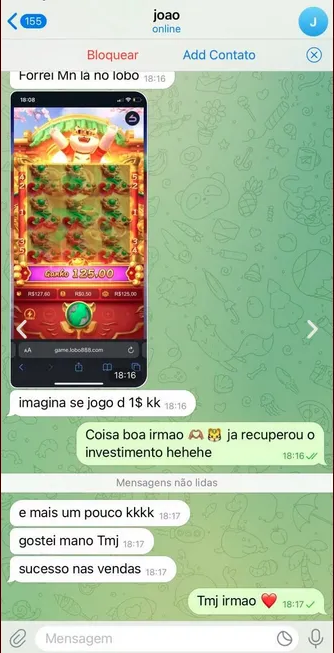 155
joao
online
J
Bloquear
Add Contato
Forrei Mn la no lobo 18:16
18:08
Ganho 125.00
R$127,60 R$0,50 R$125,00
AA game.lobo888.com
18:16
imagina se jogo d 1$ kk 18:16
Coisa boa irmao 🫶🏼 🐯 ja recuperou o
investimento hehehe
18:16
Mensagens não lidas
e mais um pouco kkkk 18:17
gostei mano Tmj 18:17
sucesso nas vendas 18:17
Tmj irmao ❤️ 18:17
Mensagem